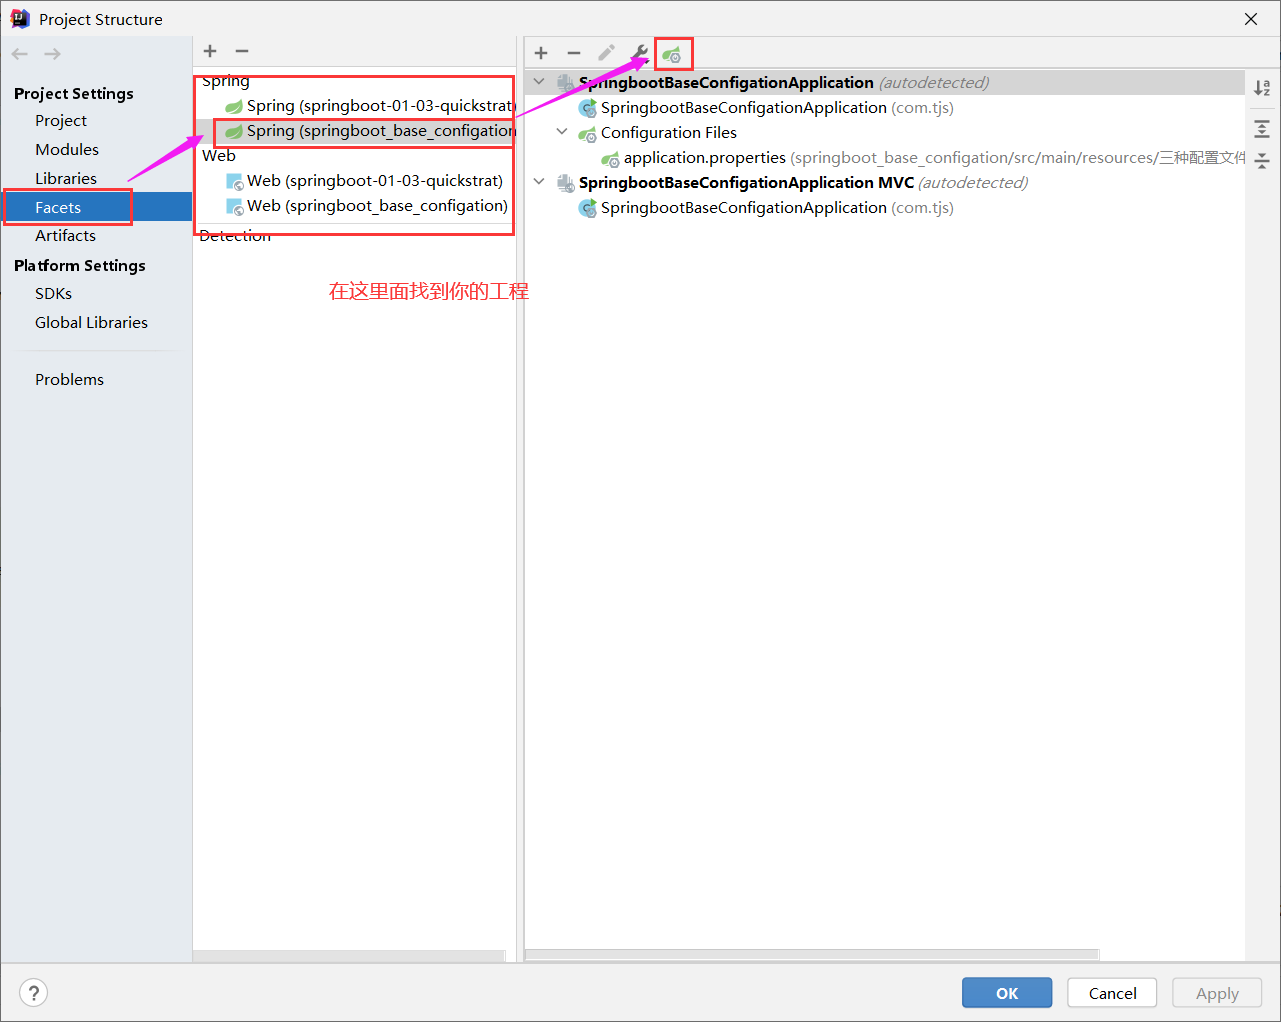 Project Structure
Project Settings
Project
Modules
Libraries
Facets
Artifacts
Platform Settings
SDKs
Global Libraries
Problems
Spring
Spring (springboot-01-03-quickstrat)
Spring (springboot_base_configation
Web
Web (springboot-01-03-quickstrat)
Web (springboot_base_configation)
Detection
在这里面找到你的工程
SpringbootBaseConfigationApplication (autodetected)
SpringbootBaseConfigationApplication (com.tjs)
Configuration Files
application.properties (springboot_base_configation/src/main/resources/三种配置文件
SpringbootBaseConfigationApplication MVC (autodetected)
SpringbootBaseConfigationApplication (com.tjs)
OK
Cancel
Apply